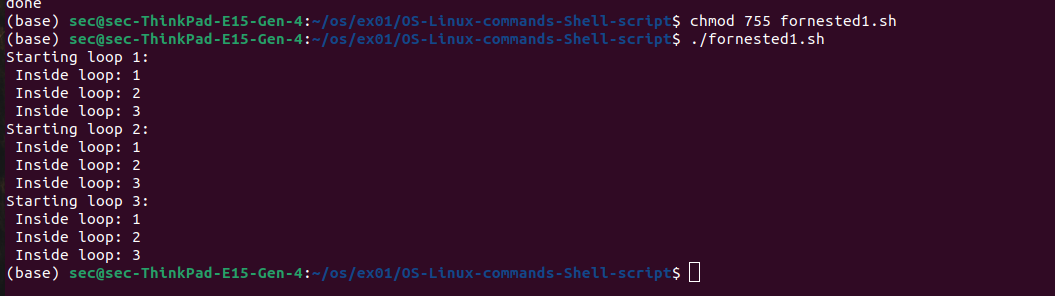 done
(base) sec@sec-ThinkPad-E15-Gen-4:~/os/ex01/OS-Linux-commands-Shell-script$ chmod 755 fornested1.sh
(base) sec@sec-ThinkPad-E15-Gen-4:~/os/ex01/OS-Linux-commands-Shell-script$ ./fornested1.sh
Starting loop 1:
 Inside loop: 1
 Inside loop: 2
 Inside loop: 3
Starting loop 2:
 Inside loop: 1
 Inside loop: 2
 Inside loop: 3
Starting loop 3:
 Inside loop: 1
 Inside loop: 2
 Inside loop: 3
(base) sec@sec-ThinkPad-E15-Gen-4:~/os/ex01/OS-Linux-commands-Shell-script$